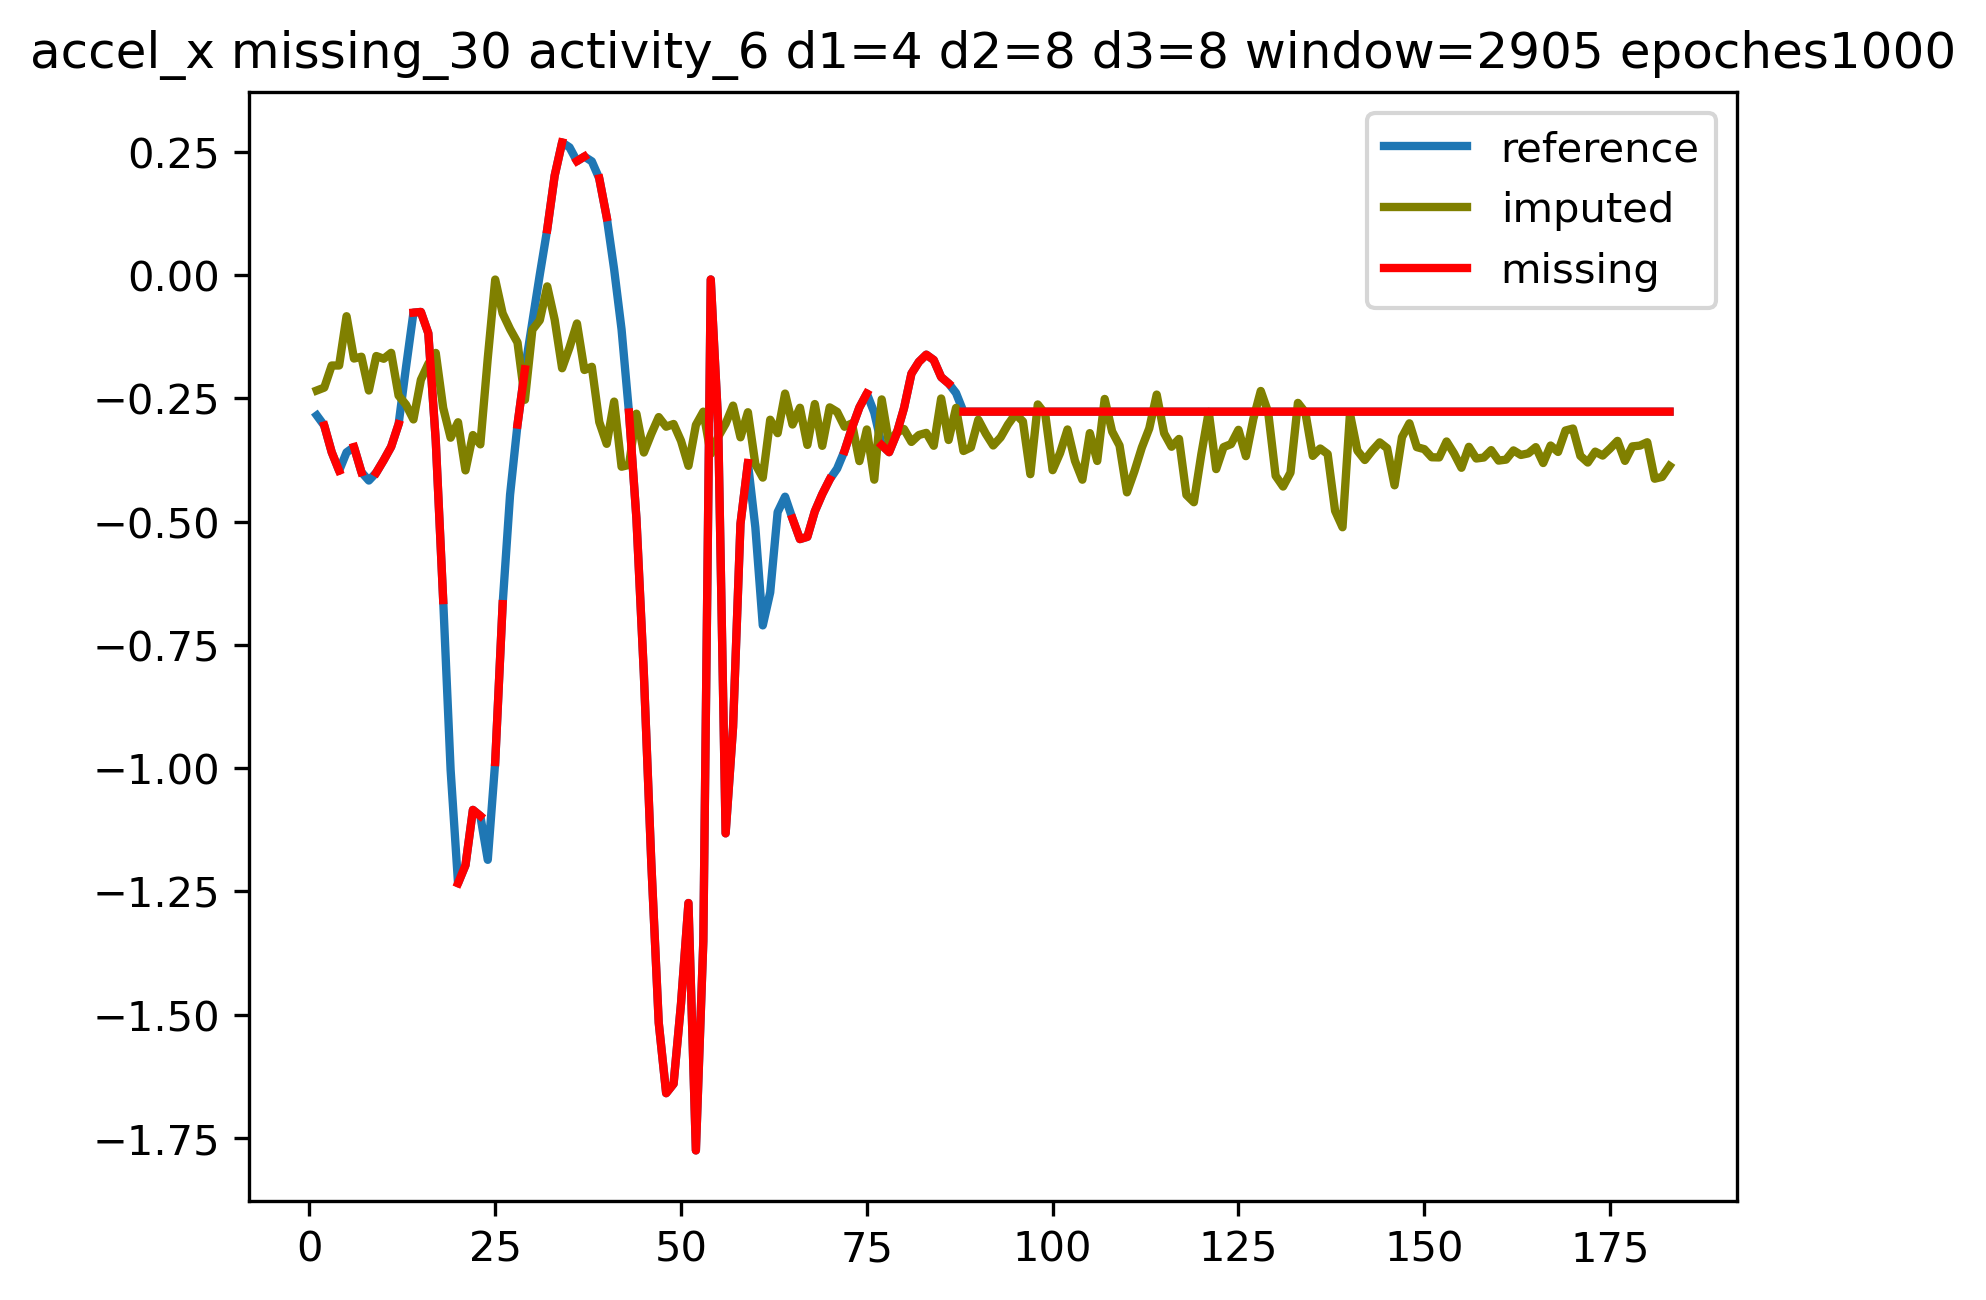 accel_x missing_30 activity_6 d1=4 d2=8 d3=8 window=2905 epoches1000
reference
imputed
missing
0.25
0.00
−0.25
−0.50
−0.75
−1.00
−1.25
−1.50
−1.75
0 25 50 75 100 125 150 175